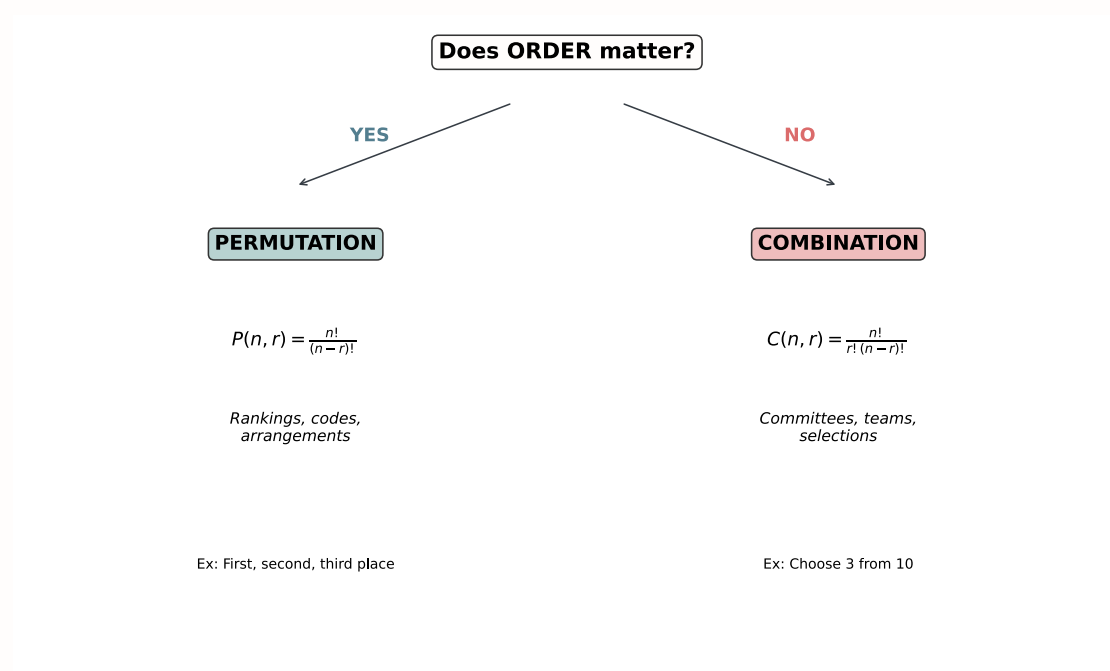 Does ORDER matter?
YES
NO
PERMUTATION
COMBINATION
P(n, r) = n!/(n − r)!
C(n, r) = n!/r! (n − r)!
Rankings, codes,
arrangements
Committees, teams,
selections
Ex: First, second, third place
Ex: Choose 3 from 10